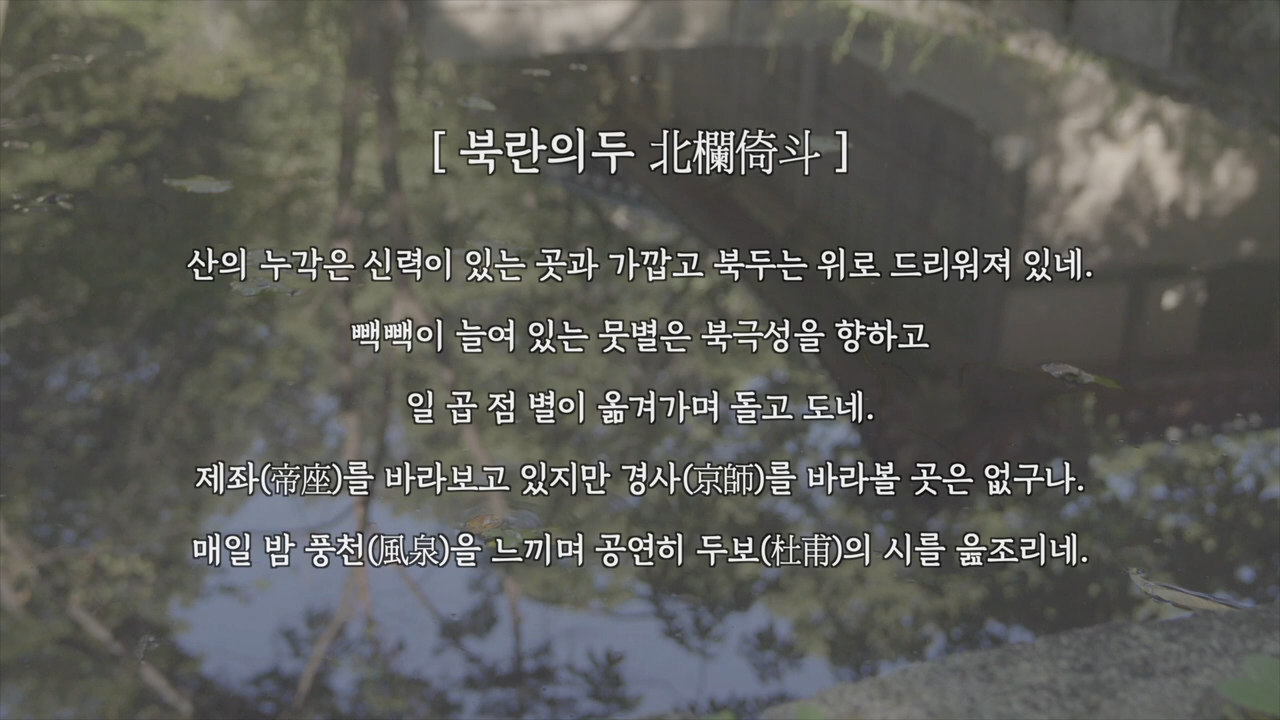 [ 북란의두 北欄倚斗 ]
산의 누각은 신력이 있는 곳과 가깝고 북두는 위로 드리워져 있네.
빽빽이 늘여 있는 뭇별은 북극성을 향하고
일 곱 점 별이 옮겨가며 돌고 도네.
제좌(帝座)를 바라보고 있지만 경사(京師)를 바라볼 곳은 없구나.
매일 밤 풍천(風泉)을 느끼며 공연히 두보(杜甫)의 시를 읊조리네.